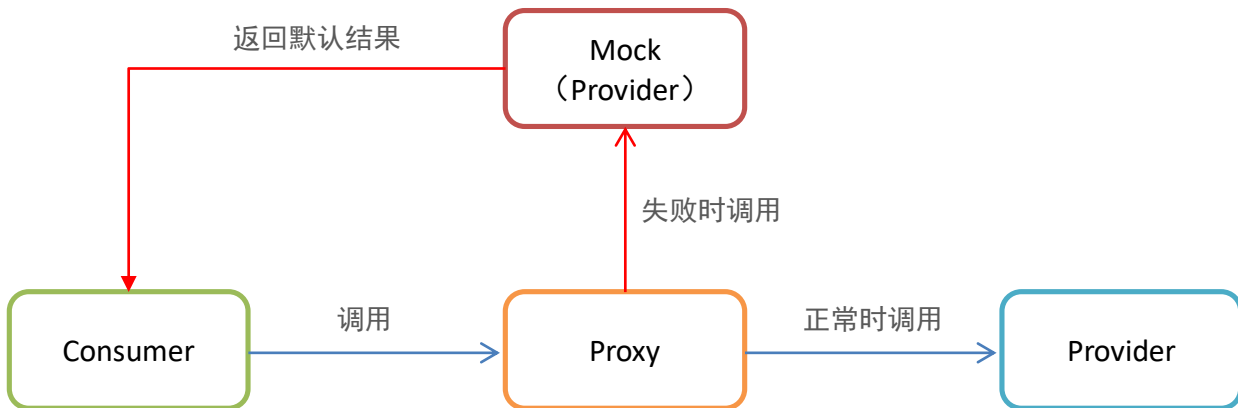 返回默认结果
Mock
（Provider）
失败时调用
Consumer
调用
Proxy
正常时调用
Provider